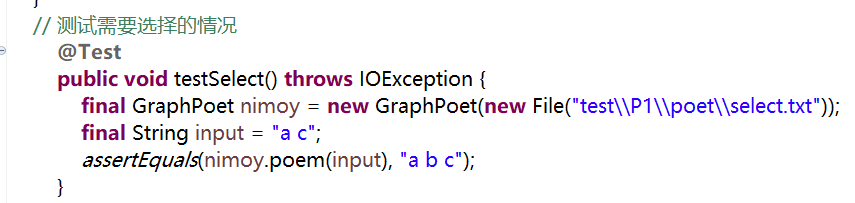 }
// 测试需要选择的情况
@Test
public void testSelect() throws IOException {
final GraphPoet nimoy = new GraphPoet(new File("test\\P1\\poet\\select.txt"));
final String input = "a c";
assertEquals(nimoy.poem(input), "a b c");
}